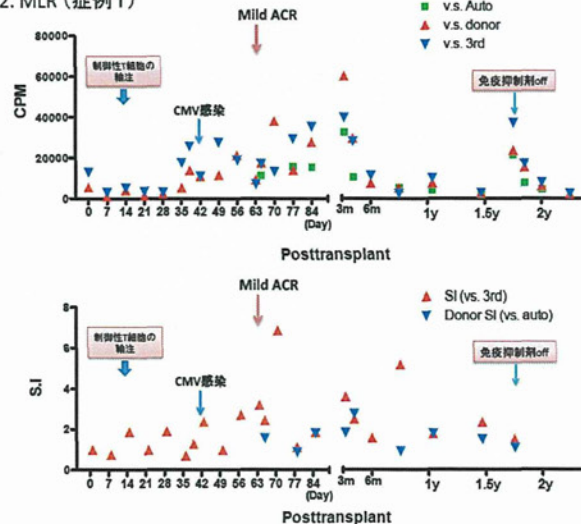 2. MLR (症例1)
Mild ACR
v.s. Auto
v.s. donor
v.s. 3rd
80000
60000
40000
20000
0
CPM
制御性T細胞の
輸注
CMV感染
免疫抑制剤off
0 7 14 21 28 35 42 49 56 63 70 77 84
(Day)
3m 6m 1y 1.5y 2y
Posttransplant
Mild ACR
SI (vs. 3rd)
Donor SI (vs. auto)
8
6
4
2
0
S.I
制御性T細胞の
輸注
CMV感染
免疫抑制剤off
0 7 14 21 28 35 42 49 56 63 70 77 84
(Day)
3m 6m 1y 1.5y 2y
Posttransplant